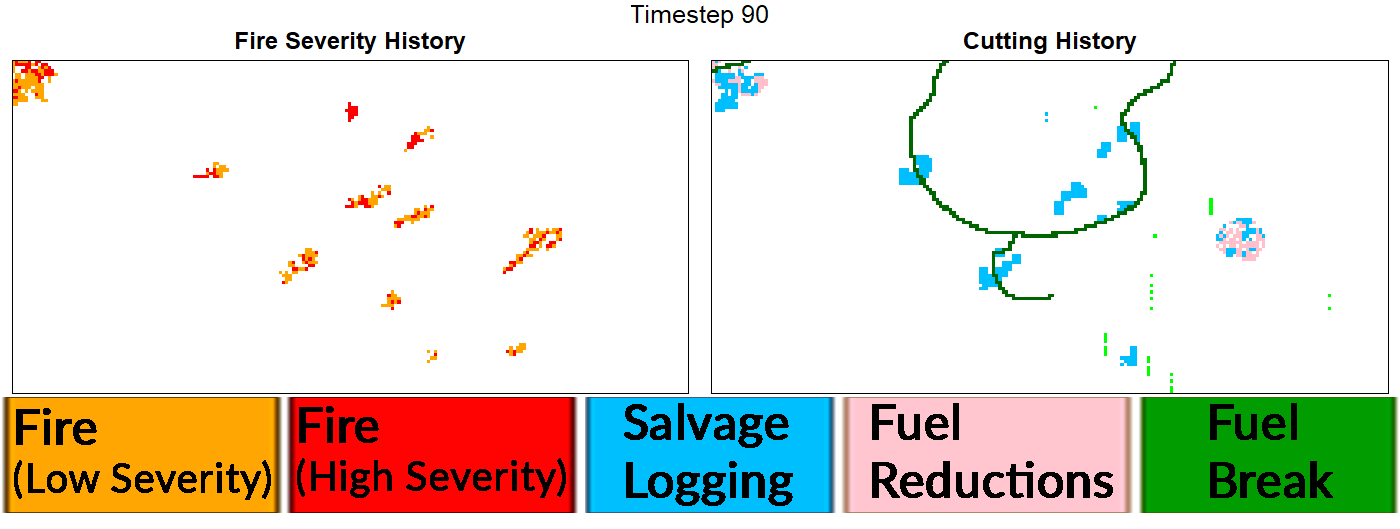 Timestep 90
Fire Severity History
Cutting History
Fire
(Low Severity)
Fire
(High Severity)
Salvage
Logging
Fuel
Reductions
Fuel
Break